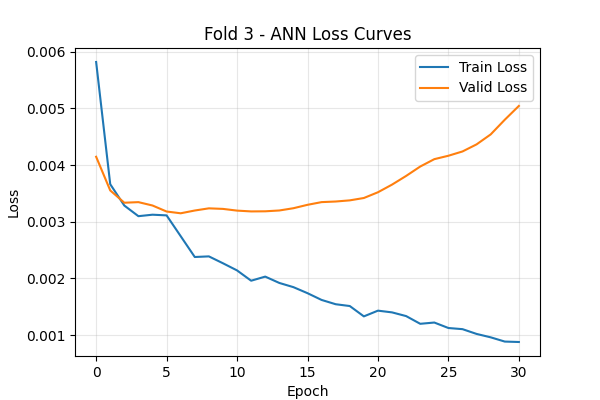 Fold 3 - ANN Loss Curves
0.006
0.005
0.004
0.003
0.002
0.001
Loss
Train Loss
Valid Loss
0 5 10 15 20 25 30
Epoch